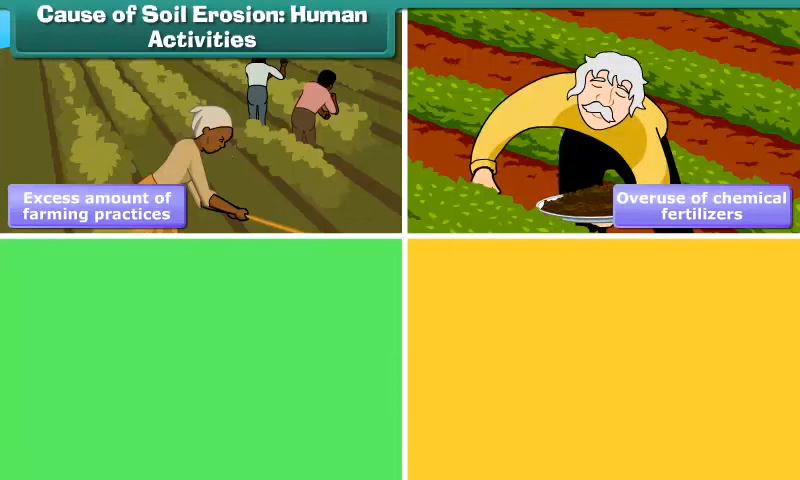 Cause of Soil Erosion: Human
Activities
Excess amount of
farming practices
Overuse of chemical
fertilizers